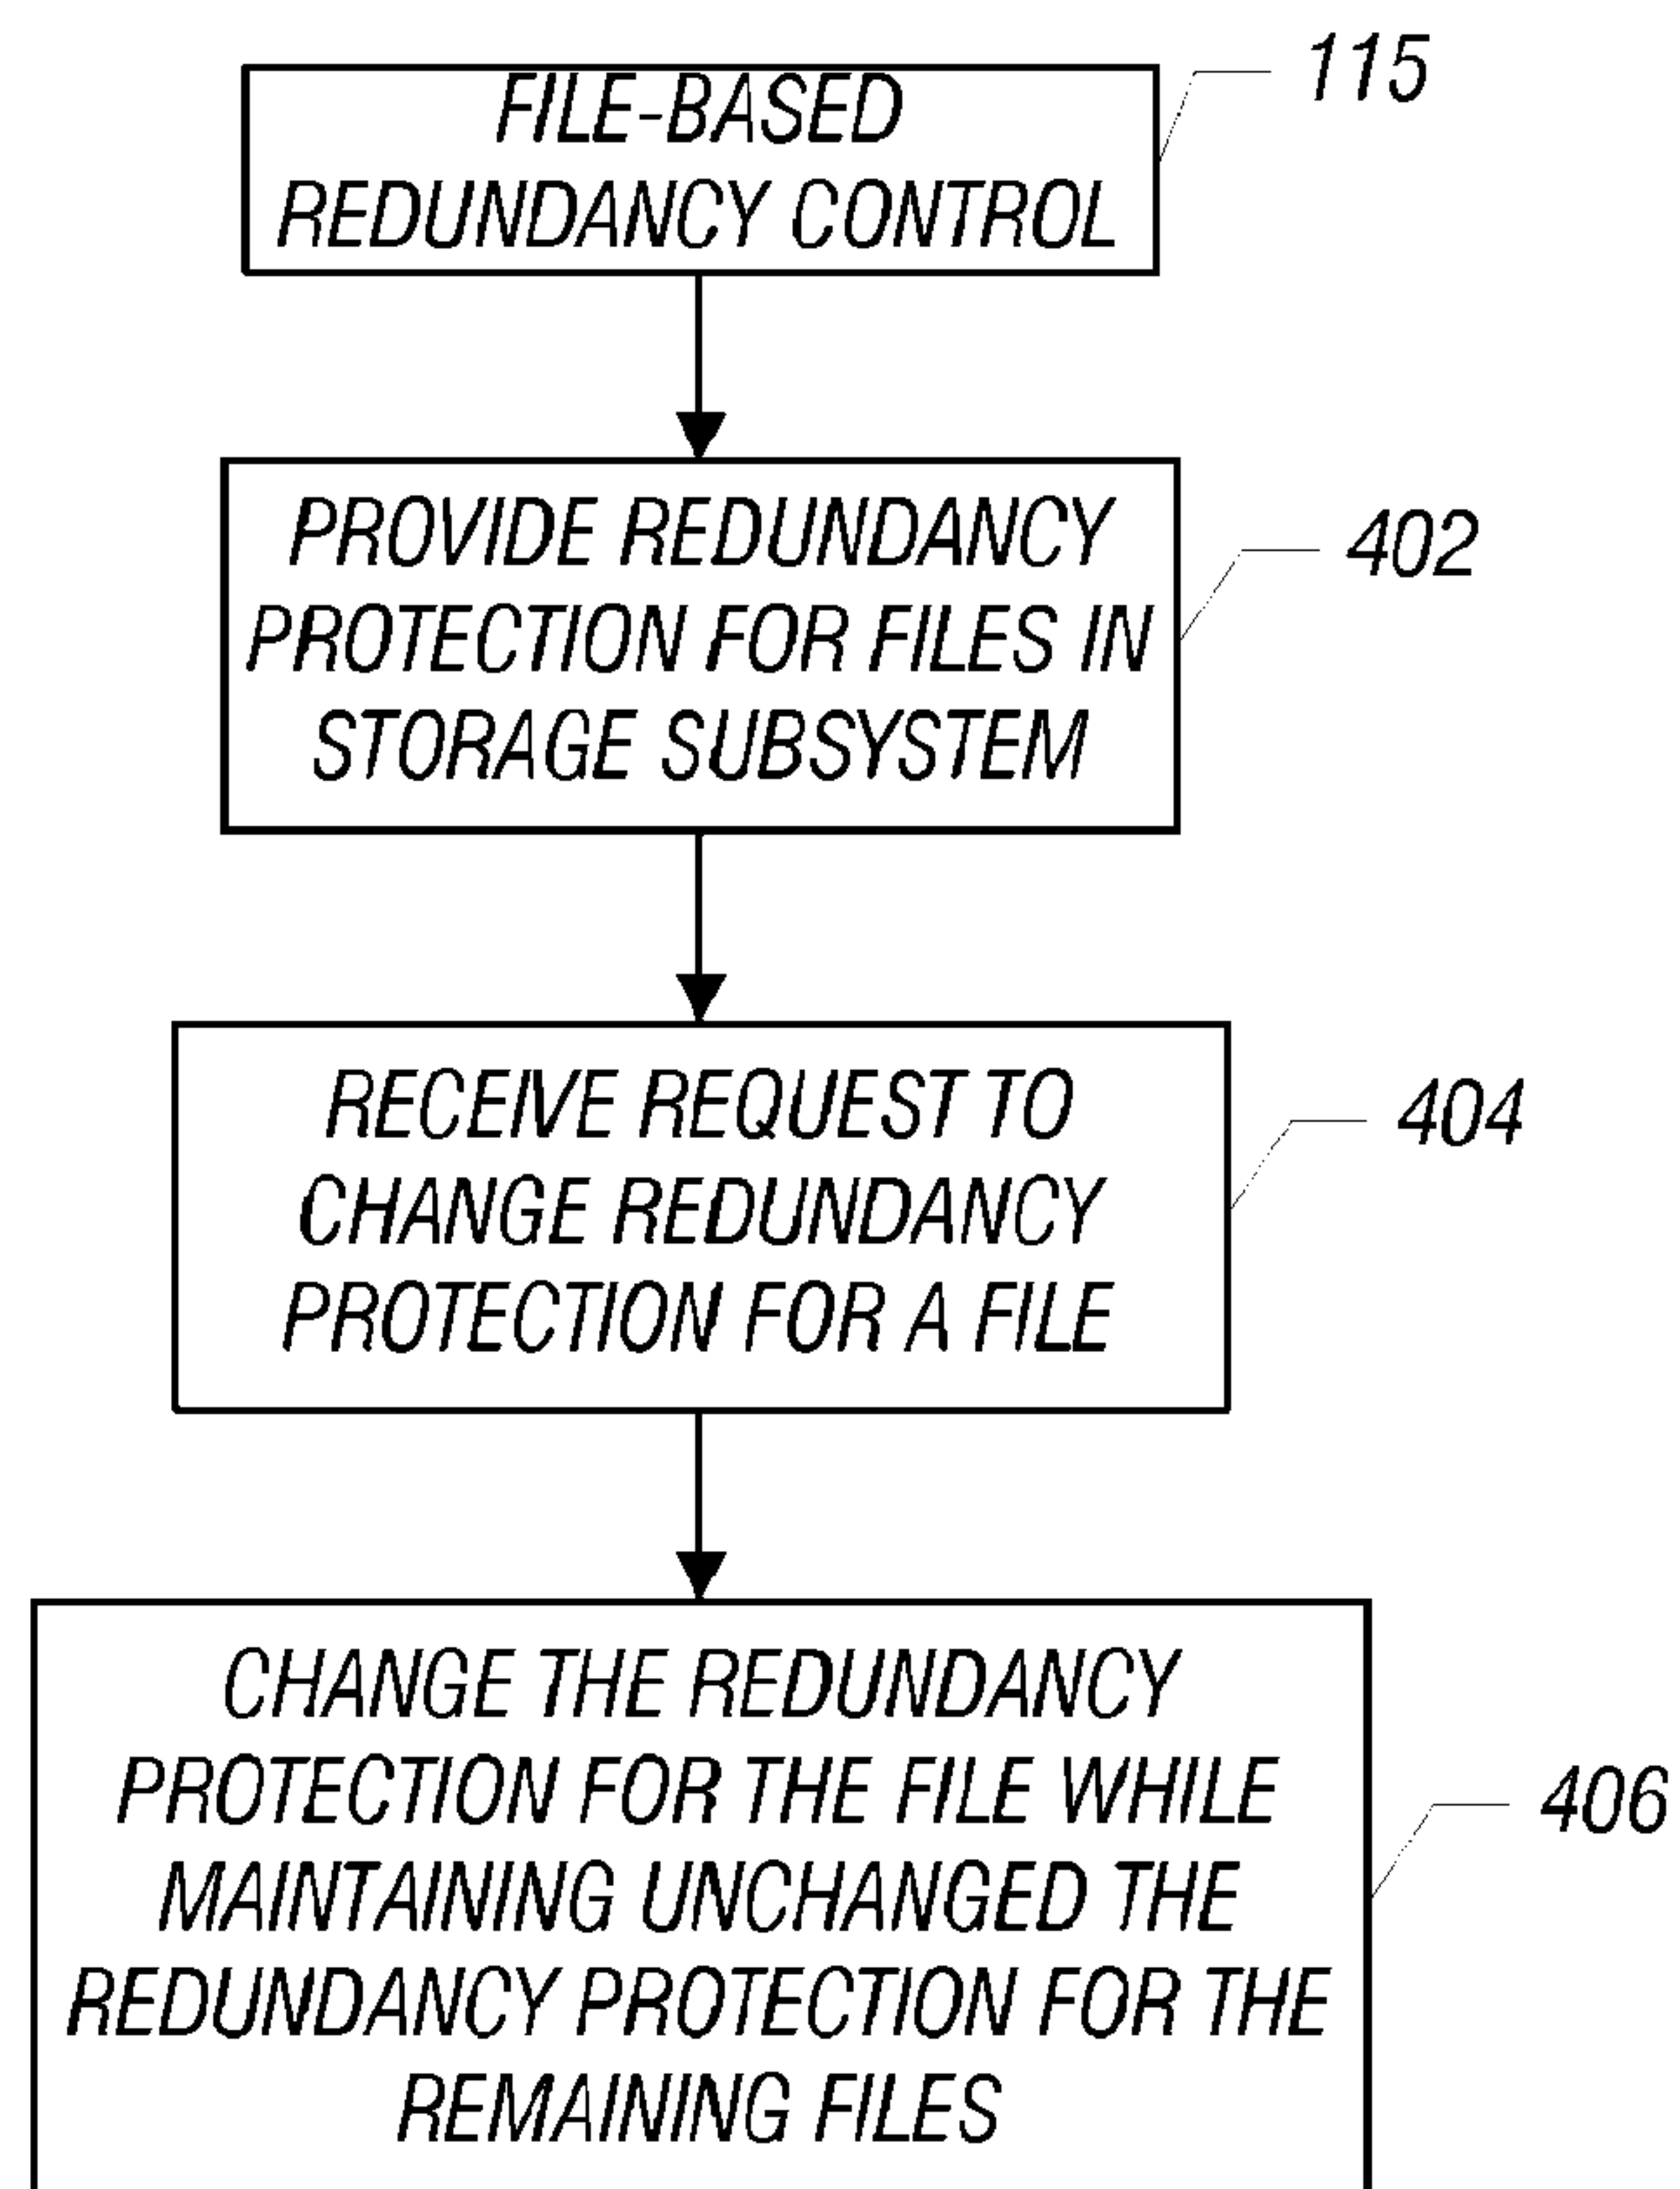 FILE-BASED
REDUNDANCY CONTROL
115
PROVIDE REDUNDANCY
PROTECTION FOR FILES IN
STORAGE SUBSYSTEM
402
RECEIVE REQUEST TO
CHANGE REDUNDANCY
PROTECTION FOR A FILE
404
CHANGE THE REDUNDANCY
PROTECTION FOR THE FILE WHILE
MAINTAINING UNCHANGED THE
REDUNDANCY PROTECTION FOR THE
REMAINING FILES
406